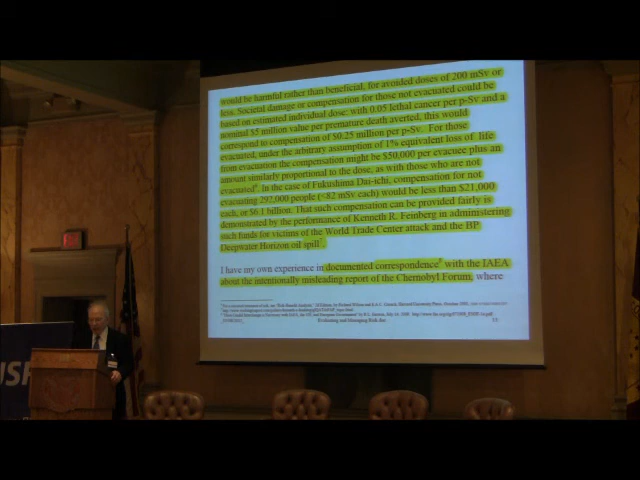 would be harmful rather than beneficial, for avoided doses of 200 mSv or
less. Societal damage or compensation for those not evacuated could be
based on estimated individual dose: with 0.05 lethal cancer per p-Sv and a
nominal $5 million value per premature death averted, this would
correspond to compensation of $0.25 million per p-Sv. For those
evacuated, under the arbitrary assumption of 1% equivalent loss of life
from evacuation the compensation might be $50,000 per evacuee plus an
amount similarly proportional to the dose, as with those who are not
evacuated. In the case of Fukushima Dai-ichi, compensation for not
evacuating 292,000 people (<82 mSv each) would be less than $21,000
each, or $6.1 billion. That such compensation can be provided fairly is
demonstrated by the performance of Kenneth R. Feinberg in administering
such funds for victims of the World Trade Center attack and the BP
Deepwater Horizon oil spill
I have my own experience in documented correspondence with the IAEA
about the intentionally misleading report of the Chernobyl Forum, where